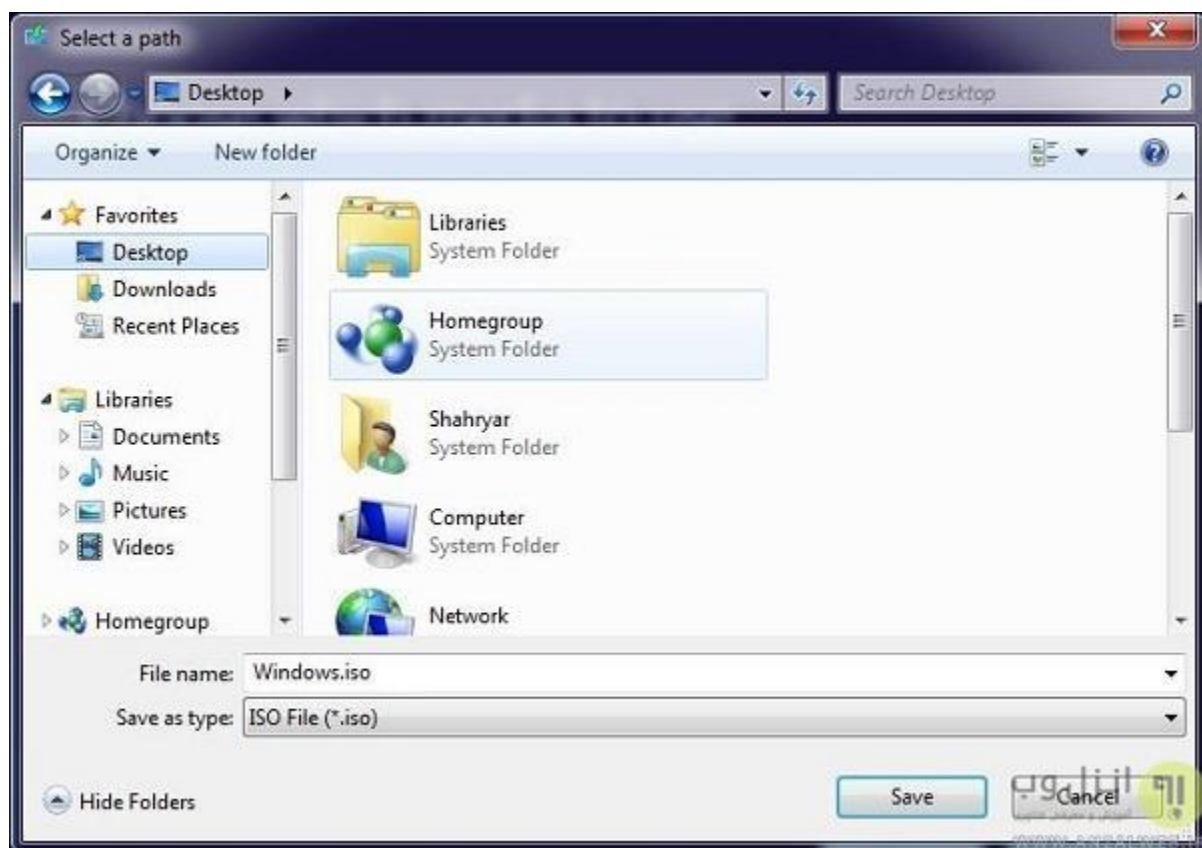 Select a path
Desktop
Search Desktop
Organize
New folder
Favorites
Desktop
Downloads
Recent Places
Libraries
Documents
Music
Pictures
Videos
Homegroup
Libraries
System Folder
Homegroup
System Folder
Shahryar
System Folder
Computer
System Folder
Network
File name: Windows.iso
Save as type: ISO File (*.iso)
Hide Folders
Save
Cancel
انزل وب